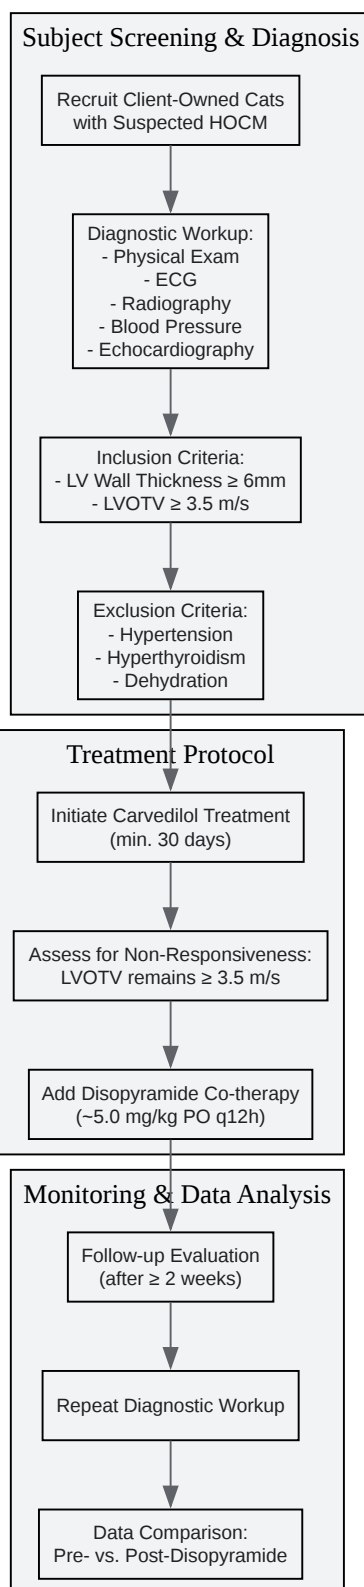 Subject Screening & Diagnosis
Recruit Client-Owned Cats
with Suspected HOCM
Diagnostic Workup:
- Physical Exam
- ECG
- Radiography
- Blood Pressure
- Echocardiography
Inclusion Criteria:
- LV Wall Thickness ≥ 6mm
- LVOTV ≥ 3.5 m/s
Exclusion Criteria:
- Hypertension
- Hyperthyroidism
- Dehydration
Treatment Protocol
Initiate Carvedilol Treatment
(min. 30 days)
Assess for Non-Responsiveness:
LVOTV remains ≥ 3.5 m/s
Add Disopyramide Co-therapy
(~5.0 mg/kg PO q12h)
Monitoring & Data Analysis
Follow-up Evaluation
(after ≥ 2 weeks)
Repeat Diagnostic Workup
Data Comparison:
Pre- vs. Post-Disopyramide